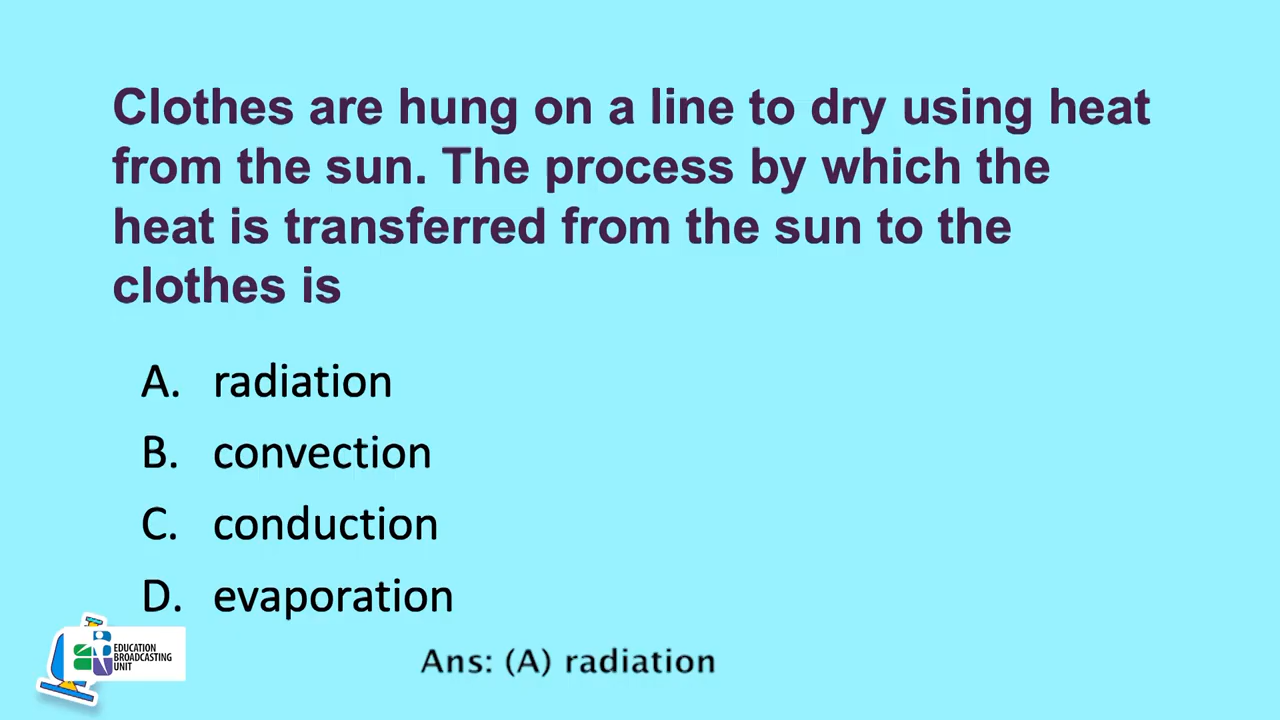 Clothes are hung on a line to dry using heat
from the sun. The process by which the
heat is transferred from the sun to the
clothes is
A. radiation
B. convection
C. conduction
D. evaporation
EDUCATION
BROADCASTING
UNIT
Ans: (A) radiation